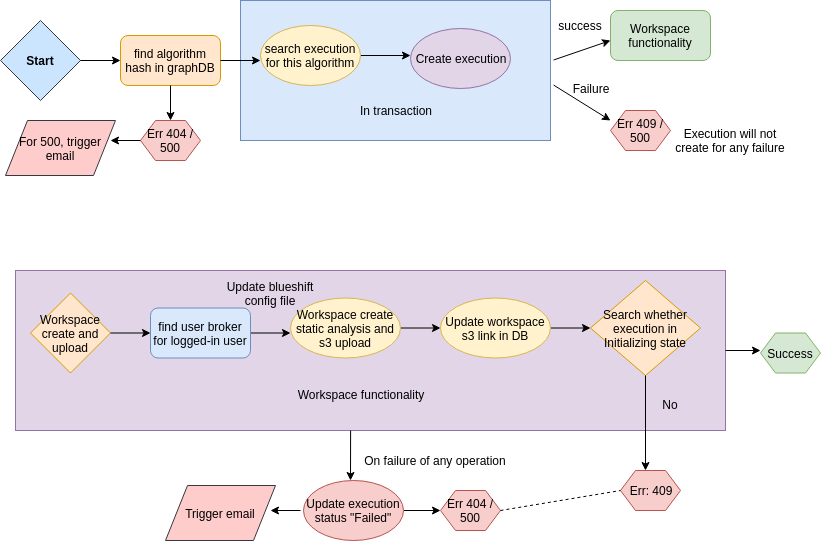 Start
find algorithm
hash in graphDB
search execution
for this algorithm
Create execution
In transaction
success
Workspace
functionality
Failure
Err 409 /
500
Execution will not
create for any failure
Err 404 /
500
For 500, trigger
email
Workspace
create and
upload
find user broker
for logged-in user
Update blueshift
config file
Workspace create
static analysis and
s3 upload
Update workspace
s3 link in DB
Search whether
execution in
Initializing state
Success
Workspace functionality
No
On failure of any operation
Trigger email
Update execution
status "Failed"
Err 404 /
500
Err: 409